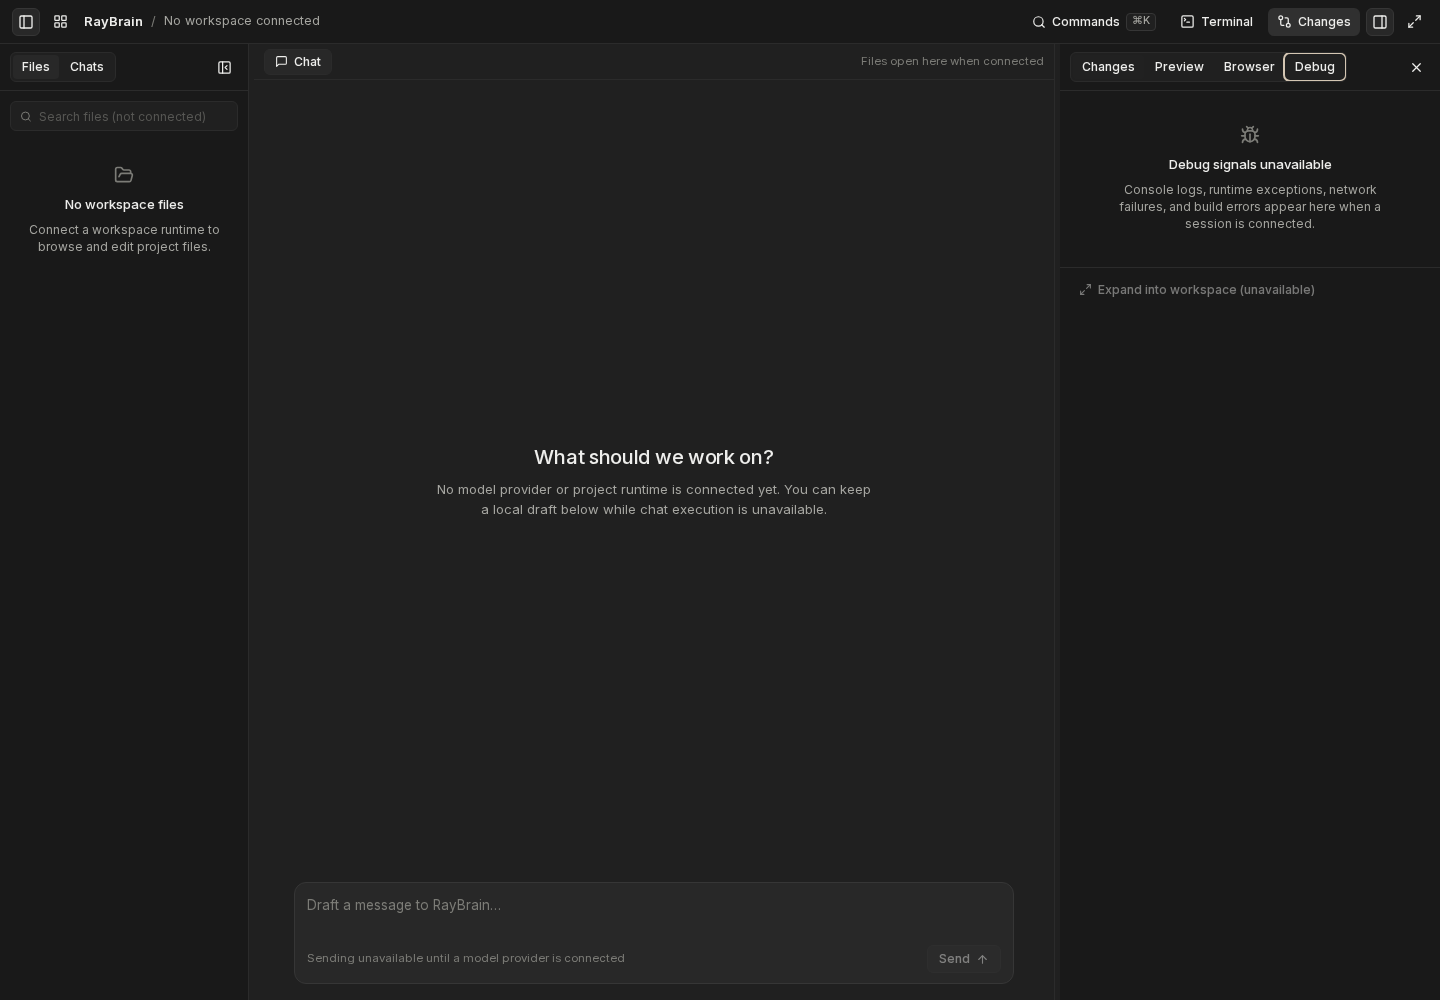 RayBrain / No workspace connected
Commands ⌘K
Terminal
Changes
Files
Chats
Search files (not connected)
No workspace files
Connect a workspace runtime to
browse and edit project files.
Chat
Files open here when connected
What should we work on?
No model provider or project runtime is connected yet. You can keep
a local draft below while chat execution is unavailable.
Draft a message to RayBrain…
Sending unavailable until a model provider is connected
Send
Changes
Preview
Browser
Debug
Debug signals unavailable
Console logs, runtime exceptions, network
failures, and build errors appear here when a
session is connected.
Expand into workspace (unavailable)